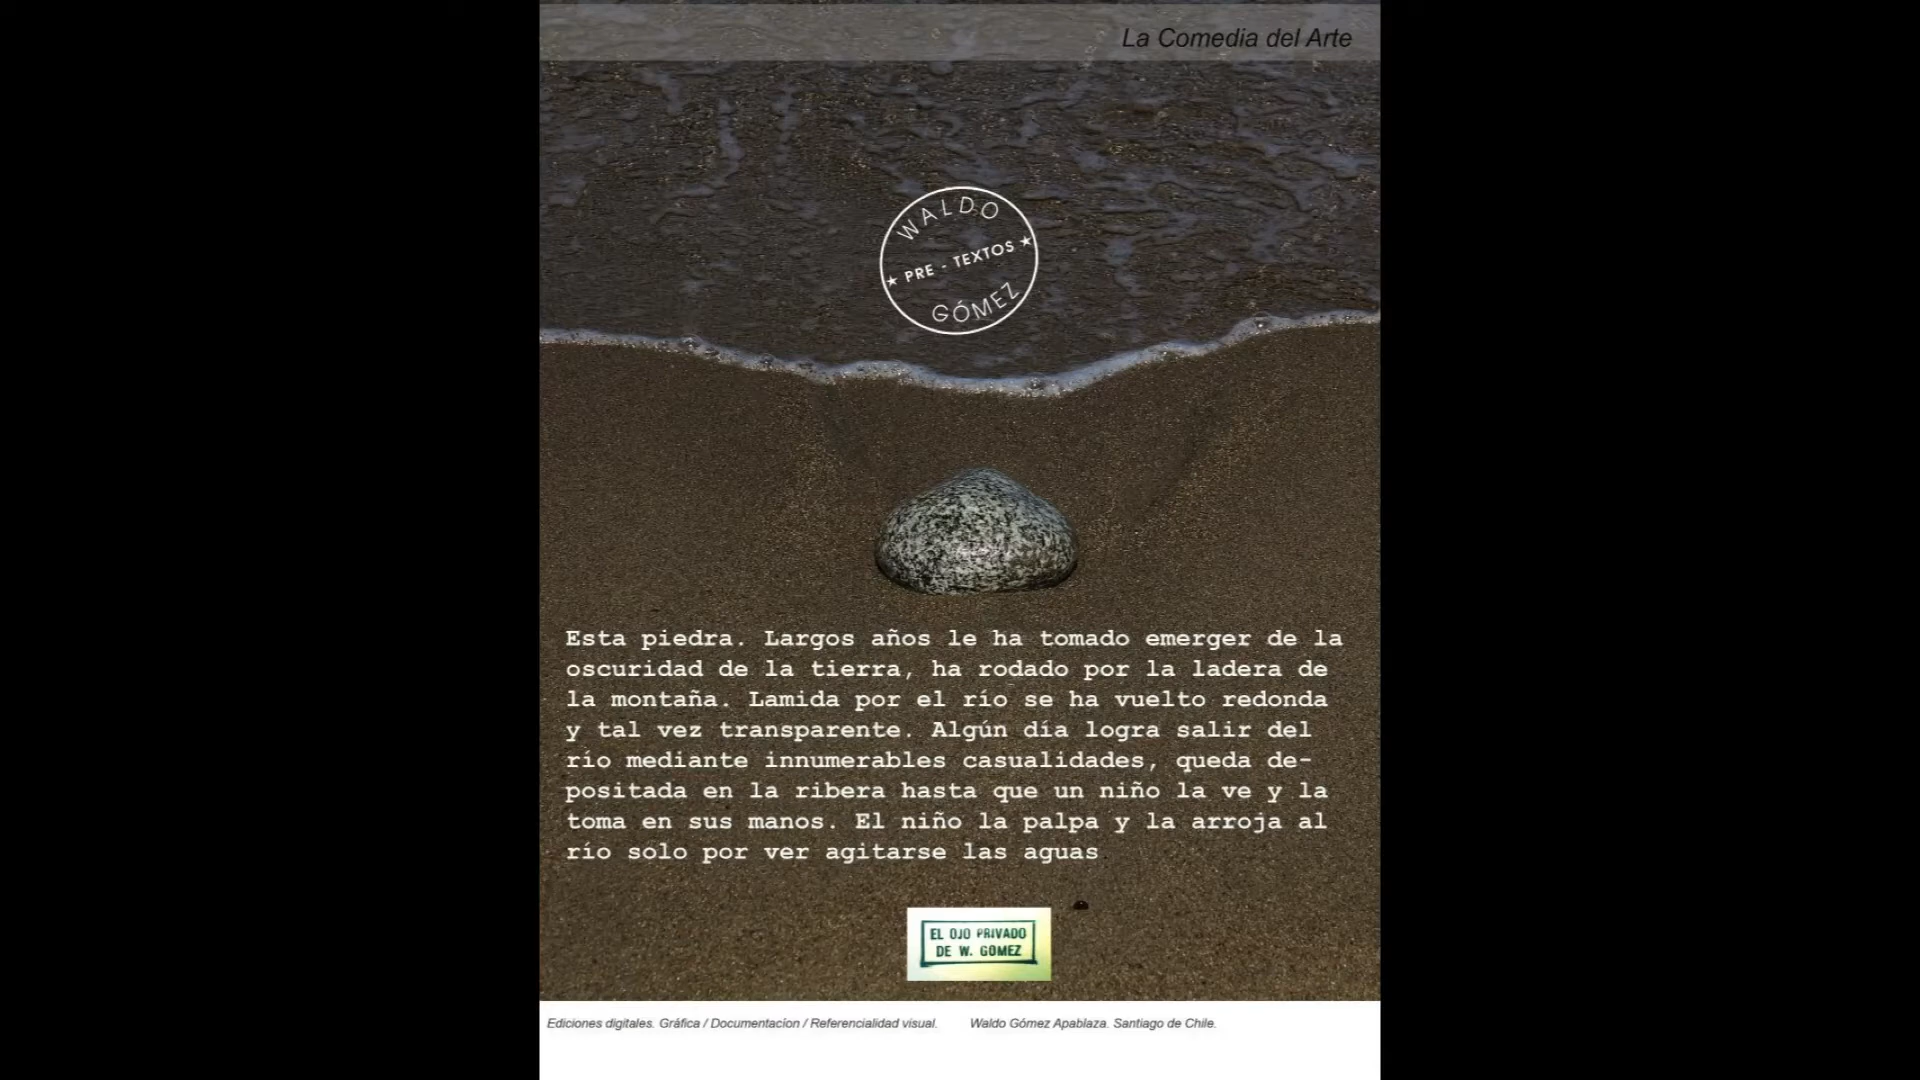 La Comedia del Arte
WALDO
★ PRE - TEXTOS ★
GÓMEZ
Esta piedra. Largos años le ha tomado emerger de la
oscuridad de la tierra, ha rodado por la ladera de
la montaña. Lamida por el río se ha vuelto redonda
y tal vez transparente. Algún día logra salir del
río mediante innumerables casualidades, queda de-
positada en la ribera hasta que un niño la ve y la
toma en sus manos. El niño la palpa y la arroja al
río solo por ver agitarse las aguas
EL OJO PRIVADO
DE W. GOMEZ
Ediciones digitales. Gráfica / Documentacíon / Referencialidad visual. Waldo Gómez Apablaza. Santiago de Chile.